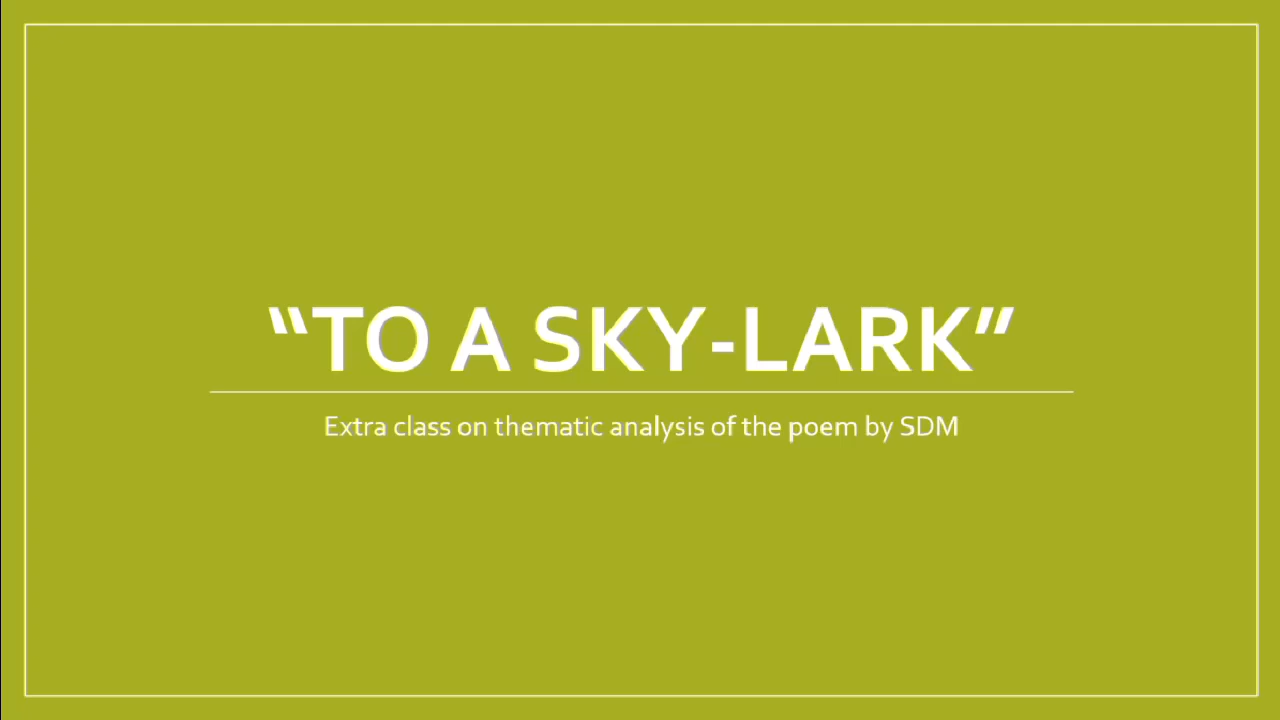 “TO A SKY-LARK”
Extra class on thematic analysis of the poem by SDM